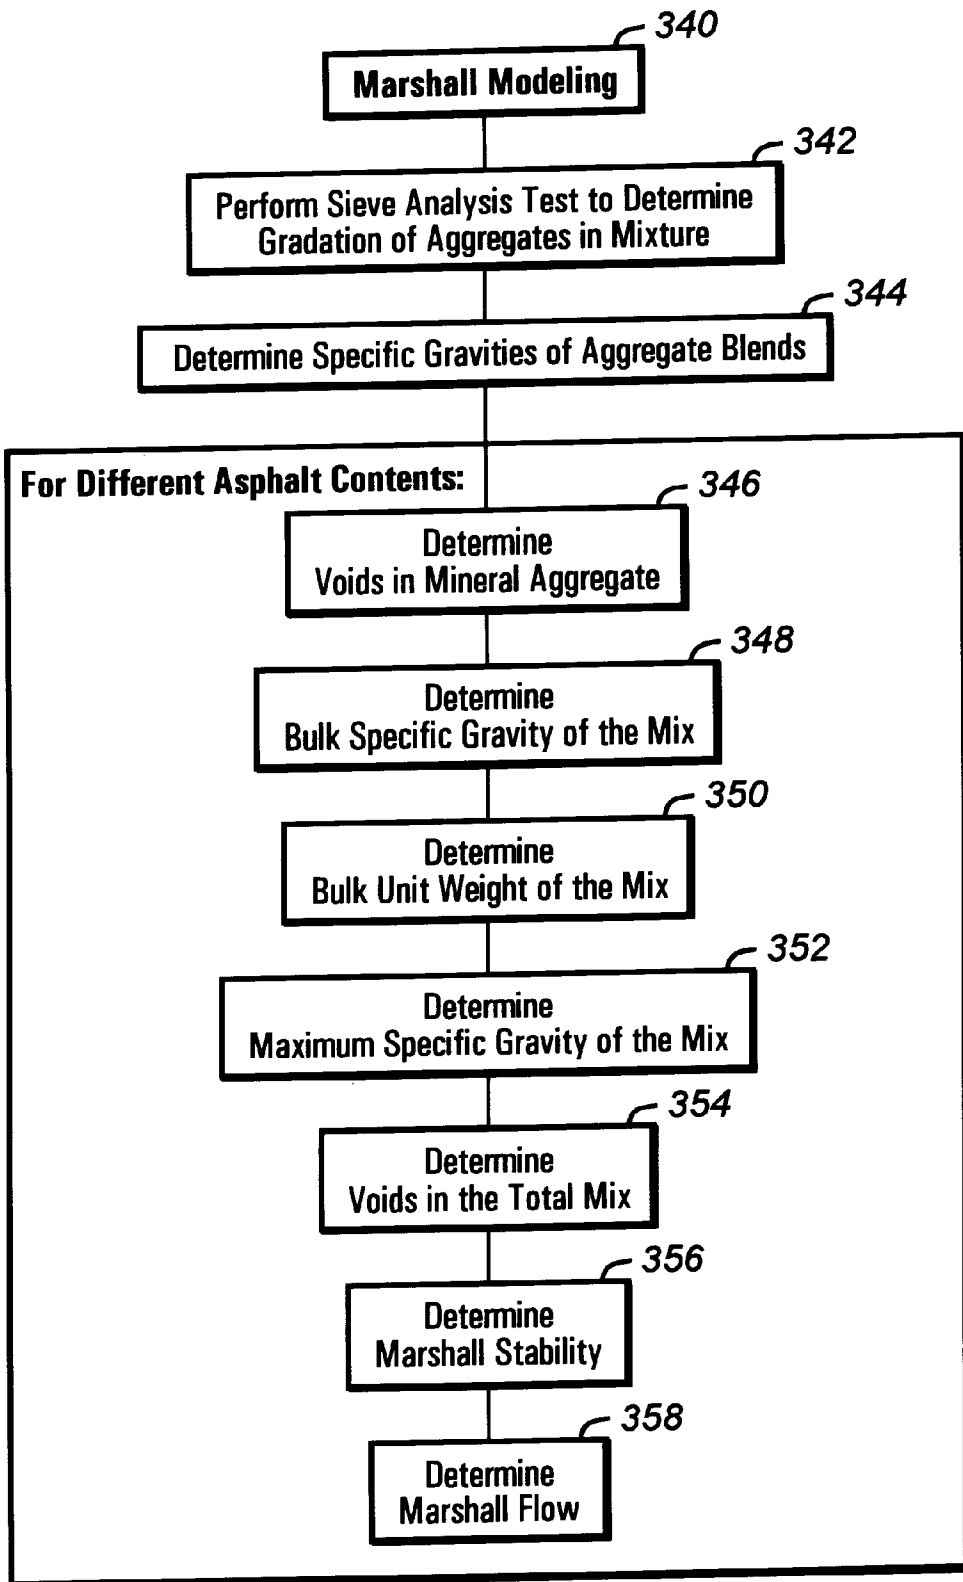 340
Marshall Modeling
342
Perform Sieve Analysis Test to Determine
Gradation of Aggregates in Mixture
344
Determine Specific Gravities of Aggregate Blends
For Different Asphalt Contents:
346
Determine
Voids in Mineral Aggregate
348
Determine
Bulk Specific Gravity of the Mix
350
Determine
Bulk Unit Weight of the Mix
352
Determine
Maximum Specific Gravity of the Mix
354
Determine
Voids in the Total Mix
356
Determine
Marshall Stability
358
Determine
Marshall Flow